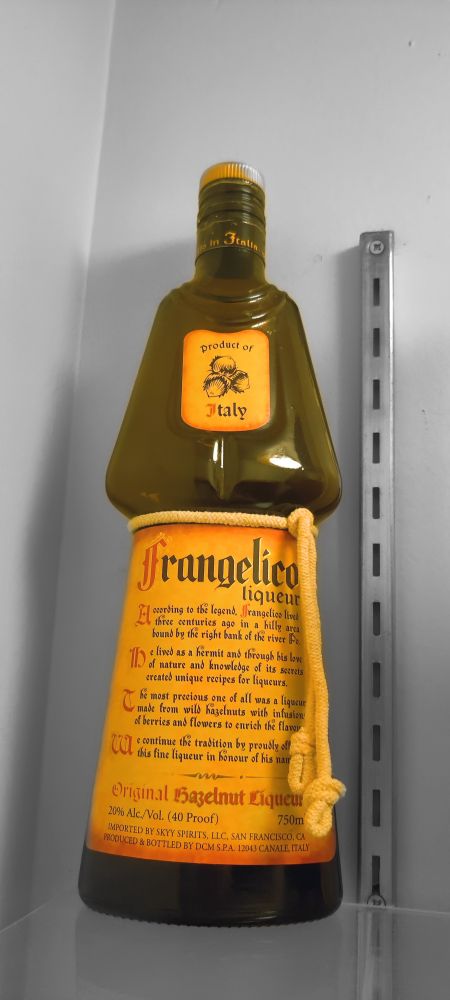 in Italia
Product of
Italy
Frangelico
liqueur
According to the legend, Frangelico lived
three centuries ago in a hilly area
bound by the right bank of the river Po.
He lived as a hermit and through his love
of nature and knowledge of its secrets
created unique recipes for liqueurs.
The most precious one of all was a liqueur
made from wild hazelnuts with infusion
of berries and flowers to enrich the flavor
We continue the tradition by proudly
this fine liqueur in honour of his
Original Hazelnut Liqueur
20% Alc./Vol. (40 Proof) 750m
IMPORTED BY SKYY SPIRITS, LLC, SAN FRANCISCO, CA
PRODUCED & BOTTLED BY DCM S.P.A. 12043 CANALE, ITALY